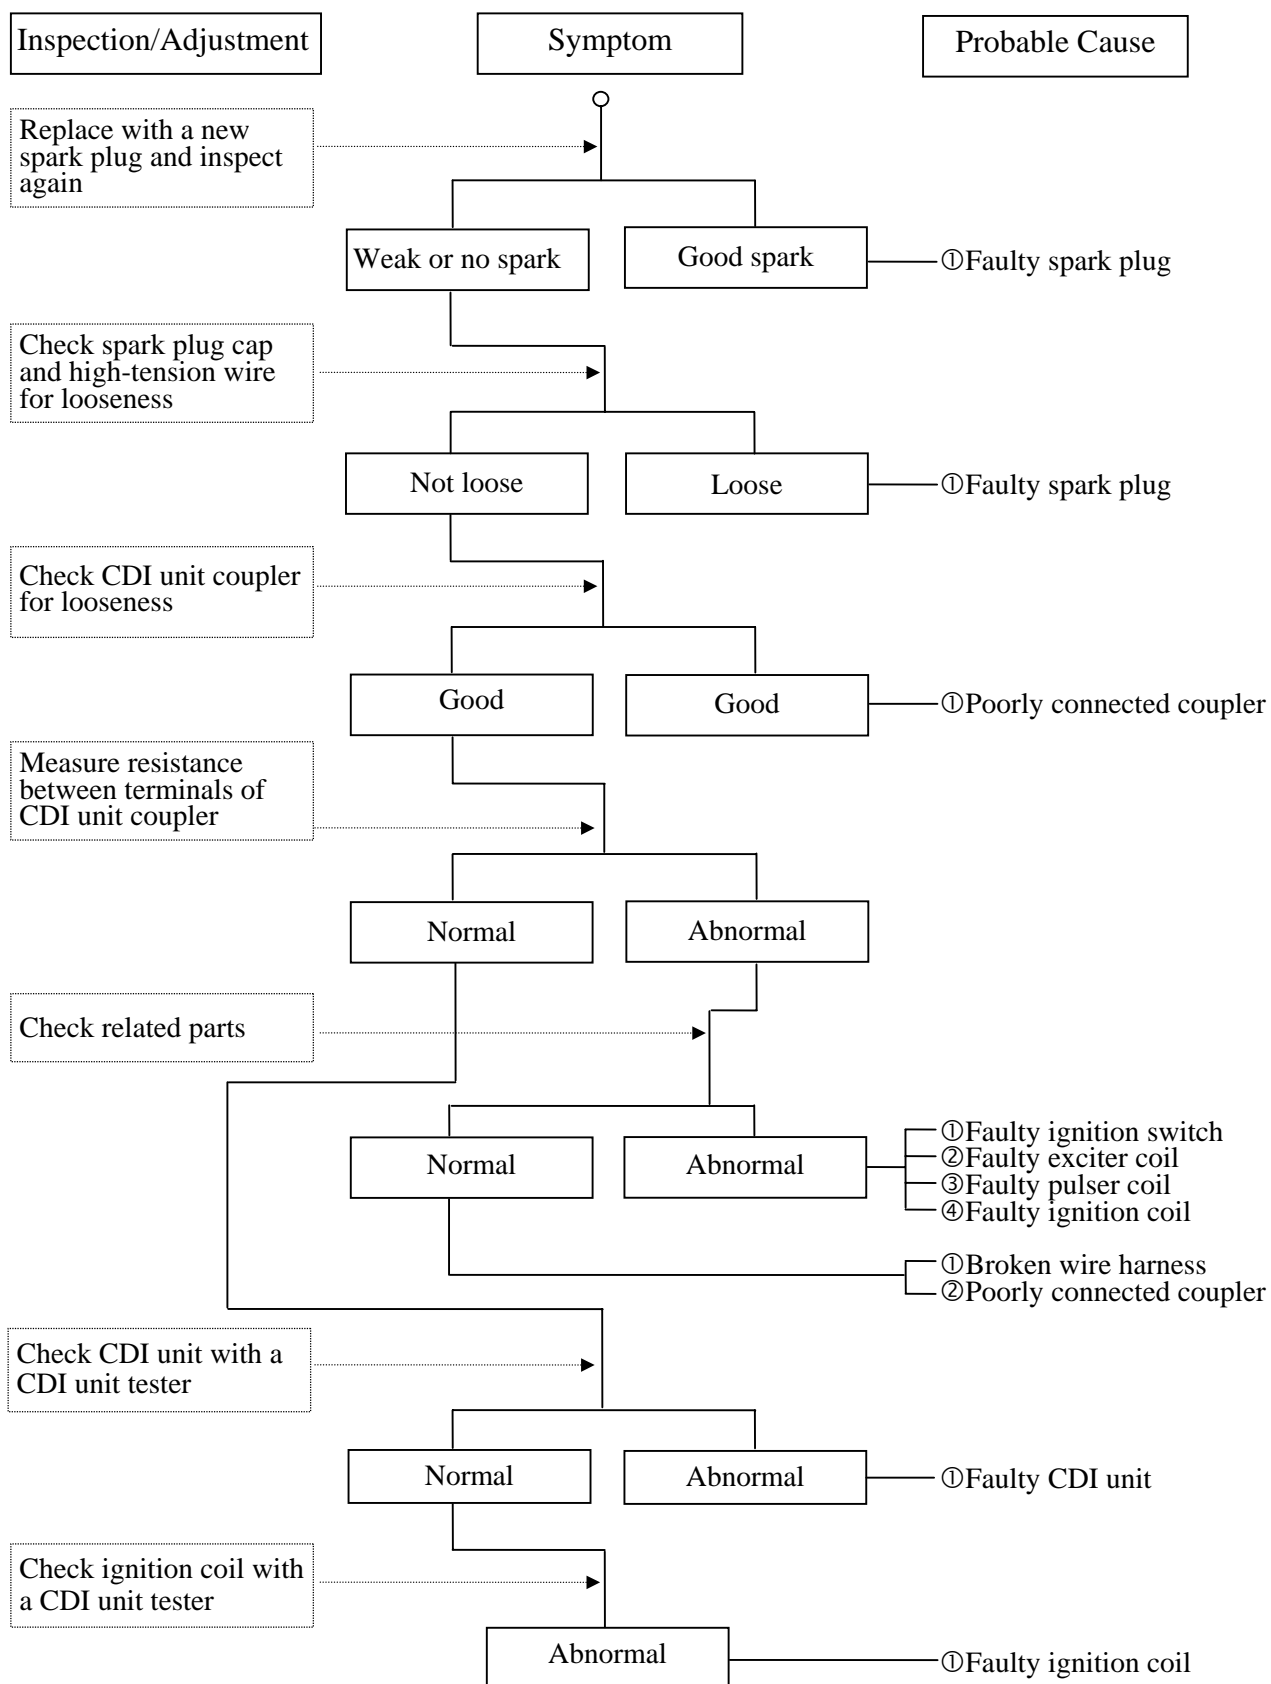 Inspection/Adjustment
Symptom
Probable Cause
Replace with a new
spark plug and inspect
again
Weak or no spark
Good spark
①Faulty spark plug
Check spark plug cap
and high-tension wire
for looseness
Not loose
Loose
①Faulty spark plug
Check CDI unit coupler
for looseness
Good
Good
①Poorly connected coupler
Measure resistance
between terminals of
CDI unit coupler
Normal
Abnormal
Check related parts
Normal
Abnormal
①Faulty ignition switch
②Faulty exciter coil
③Faulty pulser coil
④Faulty ignition coil
①Broken wire harness
②Poorly connected coupler
Check CDI unit with a
CDI unit tester
Normal
Abnormal
①Faulty CDI unit
Check ignition coil with
a CDI unit tester
Abnormal
①Faulty ignition coil